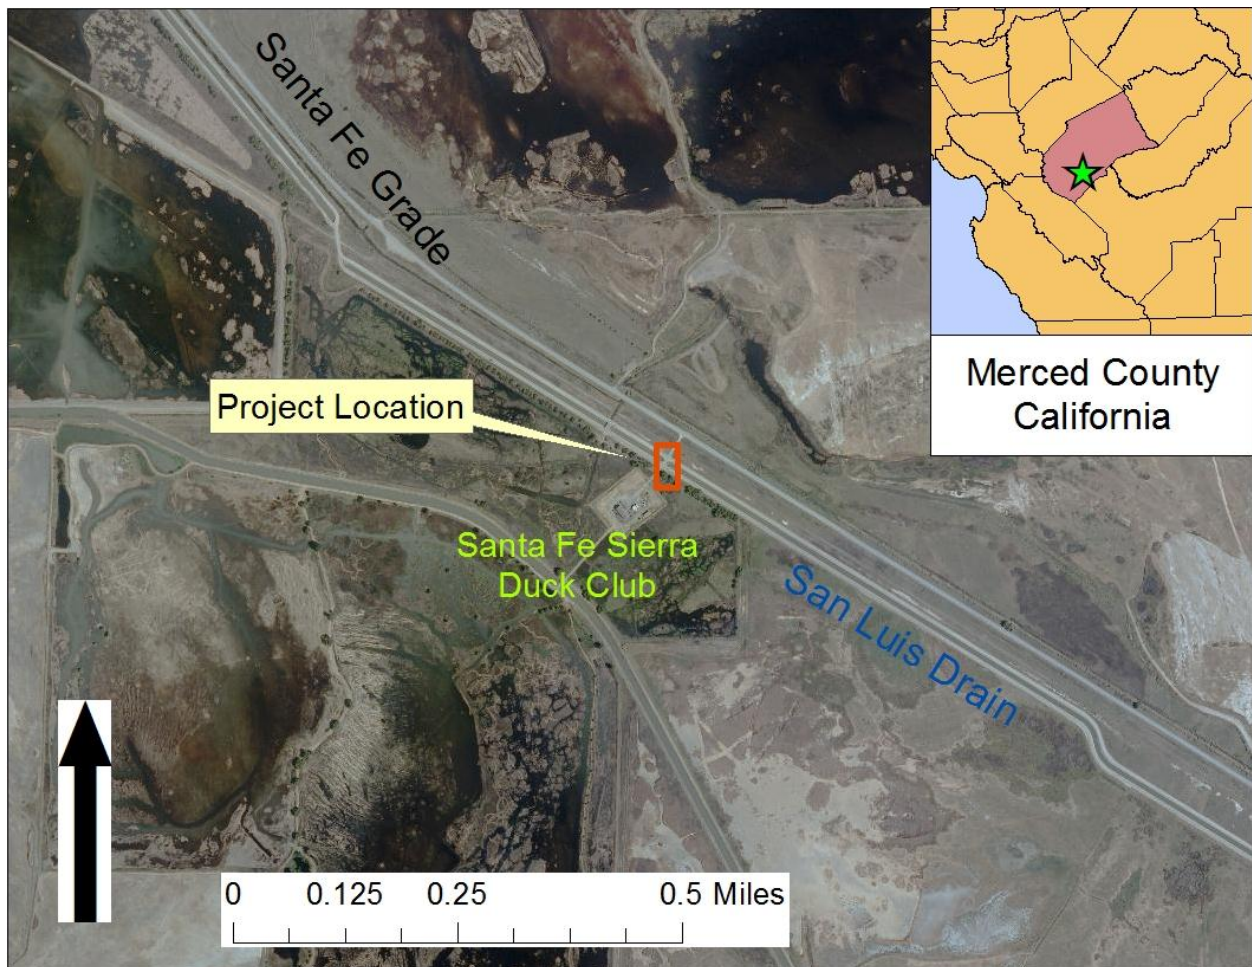 Santa Fe Grade
Merced County
California
Project Location
Santa Fe Sierra
Duck Club
San Luis Drain
0 0.125 0.25 0.5 Miles